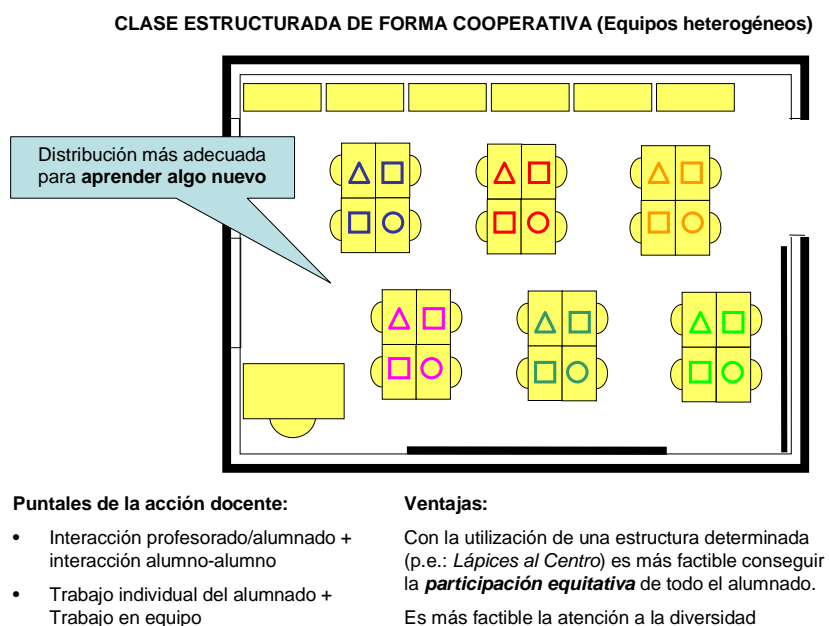 CLASE ESTRUCTURADA DE FORMA COOPERATIVA (Equipos heterogéneos)
Distribución más adecuada
para aprender algo nuevo
Puntales de la acción docente:
• Interacción profesorado/alumnado +
interacción alumno-alumno
• Trabajo individual del alumnado +
Trabajo en equipo
Ventajas:
Con la utilización de una estructura determinada
(p.e.: Lápices al Centro) es más factible conseguir
la participación equitativa de todo el alumnado.
Es más factible la atención a la diversidad